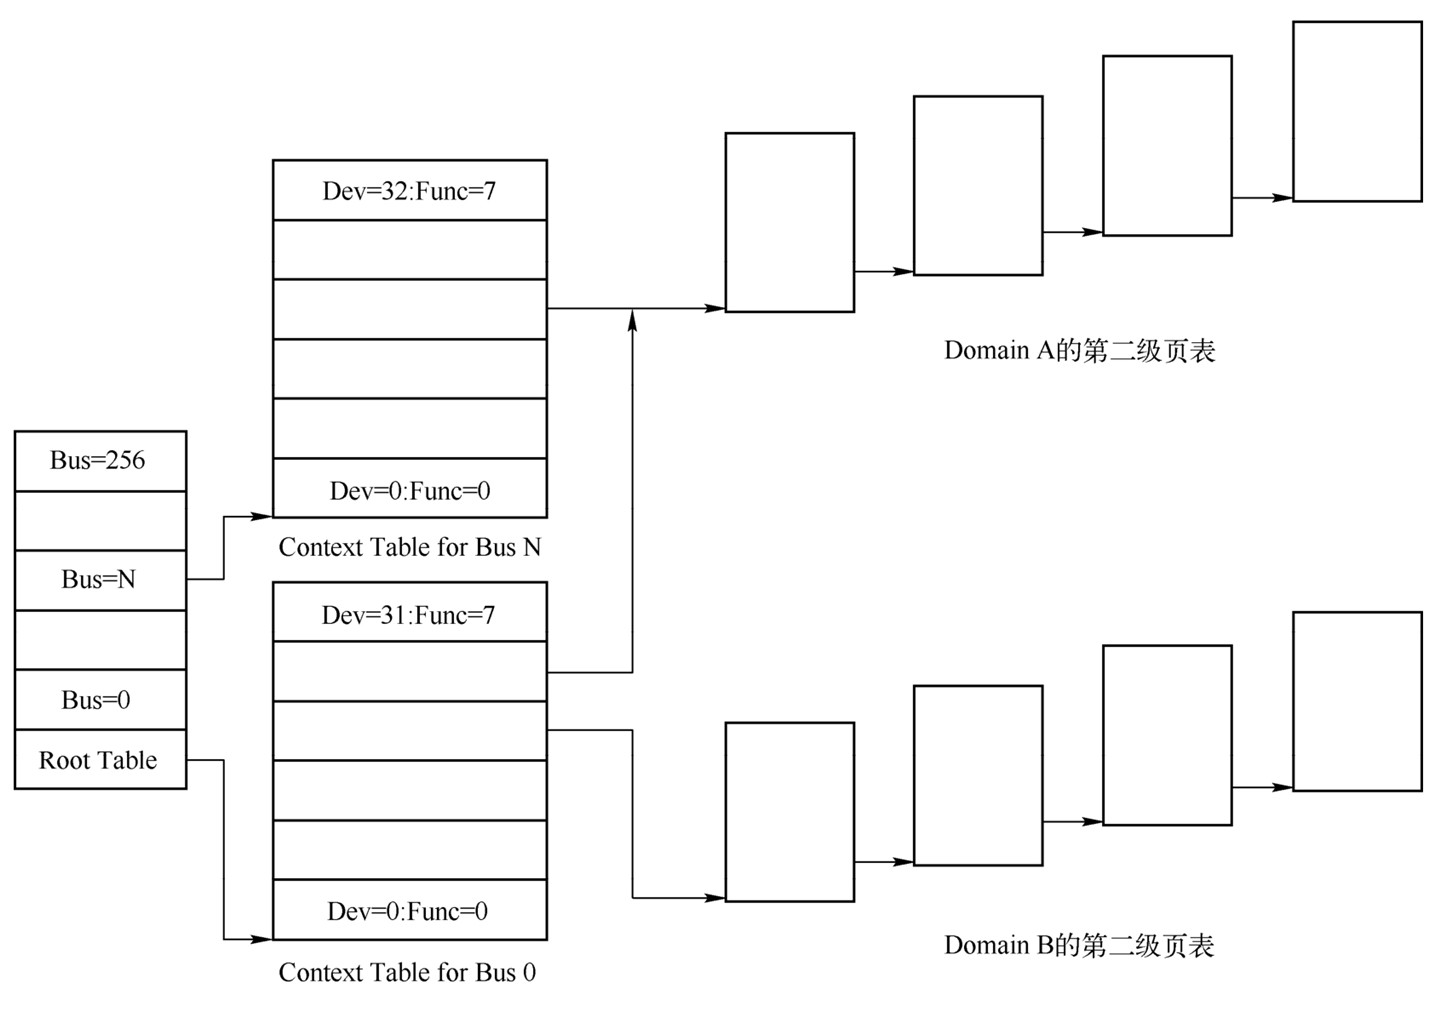 Bus=256
Bus=N
Bus=0
Root Table
Dev=32:Func=7
Dev=0:Func=0
Context Table for Bus N
Dev=31:Func=7
Dev=0:Func=0
Context Table for Bus 0
Domain A的第二级页表
Domain B的第二级页表